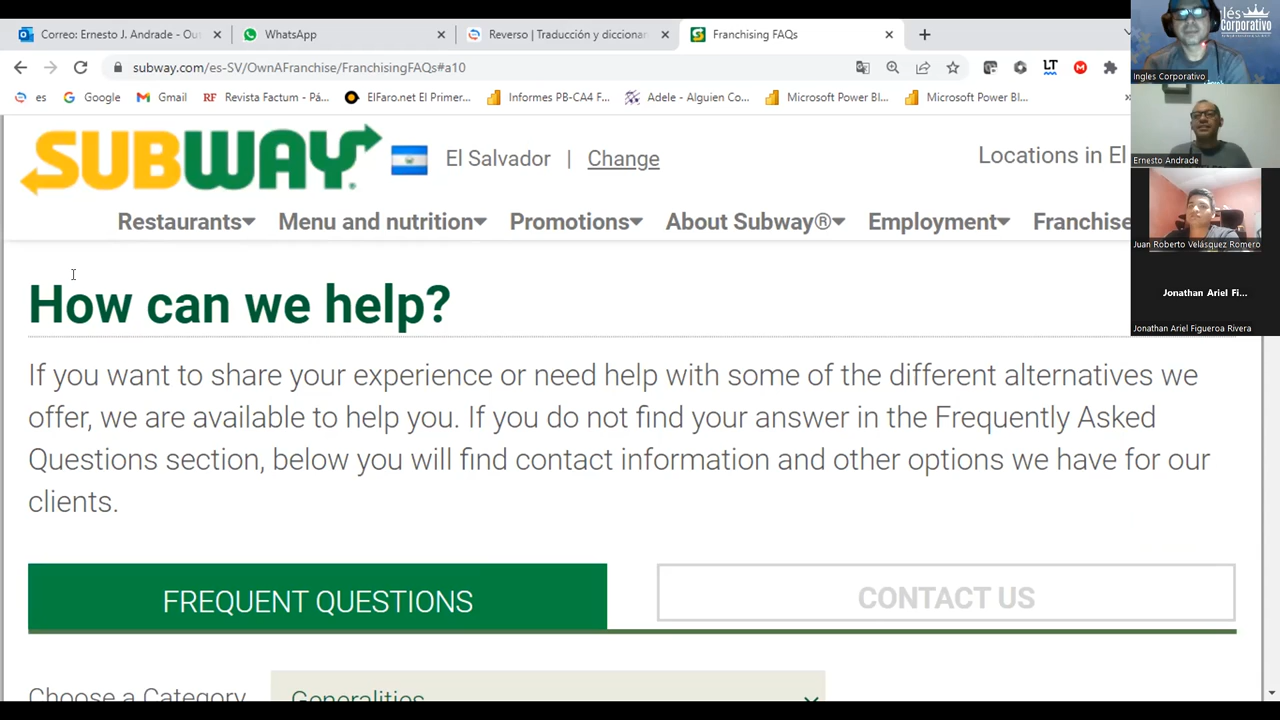 Correo: Ernesto J. Andrade - Ou
WhatsApp
Reverso | Traducción y diccionar
Franchising FAQs
subway.com/es-SV/OwnAFranchise/FranchisingFAQs#a10
es
Google
Gmail
Revista Factum - Pá...
ElFaro.net El Primer...
Informes PB-CA4 F...
Adele - Alguien Co...
Microsoft Power BI...
Microsoft Power BI...
SUBWAY
El Salvador | Change
Locations in El
Restaurants Menu and nutrition Promotions About Subway® Employment Franchise
How can we help?
If you want to share your experience or need help with some of the different alternatives we
offer, we are available to help you. If you do not find your answer in the Frequently Asked
Questions section, below you will find contact information and other options we have for our
clients.
FREQUENT QUESTIONS
CONTACT US
Choose a Category
Generalities
lés
Corporativo
Ingles Corporativo
Ernesto Andrade
Juan Roberto Velásquez Romero
Jonathan Ariel Fi...
Jonathan Ariel Figueroa Rivera